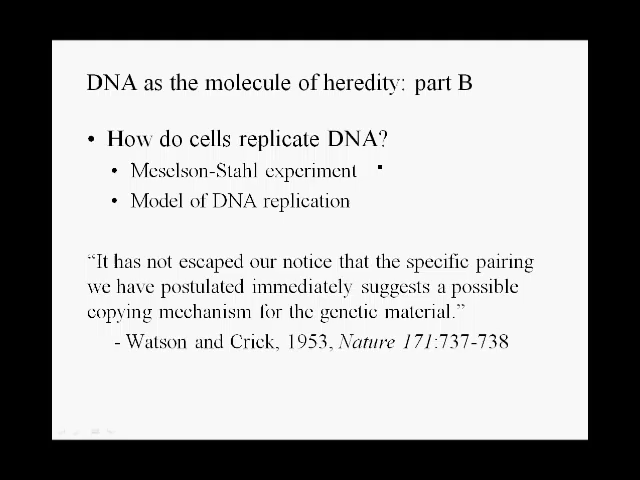 DNA as the molecule of heredity: part B
• How do cells replicate DNA?
• Meselson-Stahl experiment
• Model of DNA replication
“It has not escaped our notice that the specific pairing
we have postulated immediately suggests a possible
copying mechanism for the genetic material.”
- Watson and Crick, 1953, Nature 171:737-738